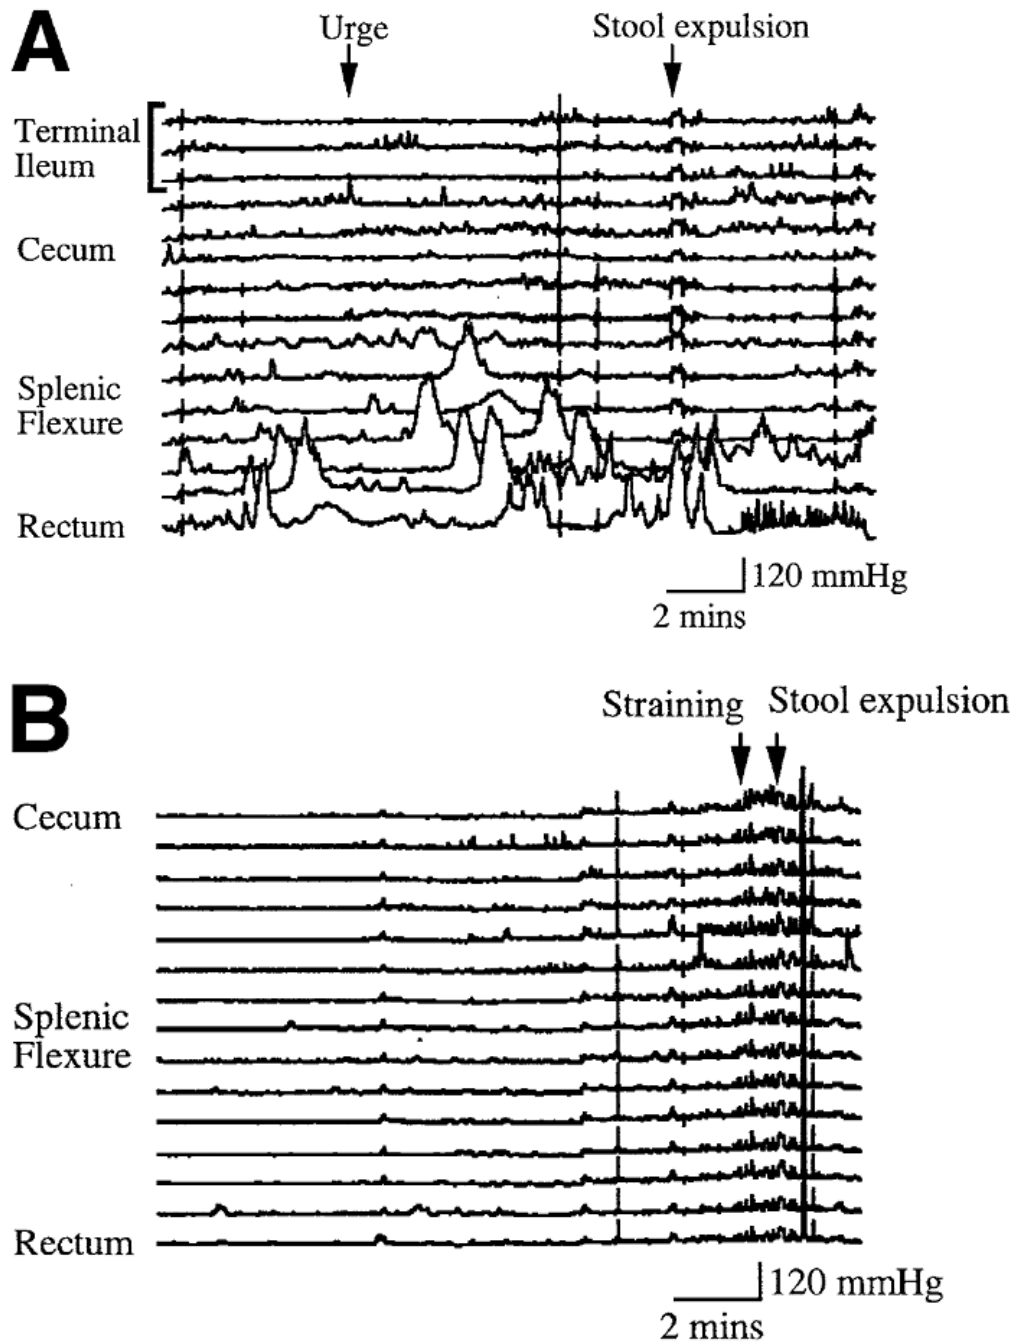 A
Urge
Stool expulsion
Terminal
Ileum
Cecum
Splenic
Flexure
Rectum
120 mmHg
2 mins
B
Straining
Stool expulsion
Cecum
Splenic
Flexure
Rectum
120 mmHg
2 mins